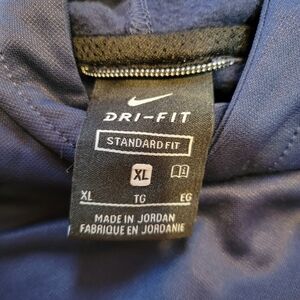 DRI-FIT
STANDARD FIT
XL
XL TG EG
MADE IN JORDAN
FABRIQUE EN JORDANIE